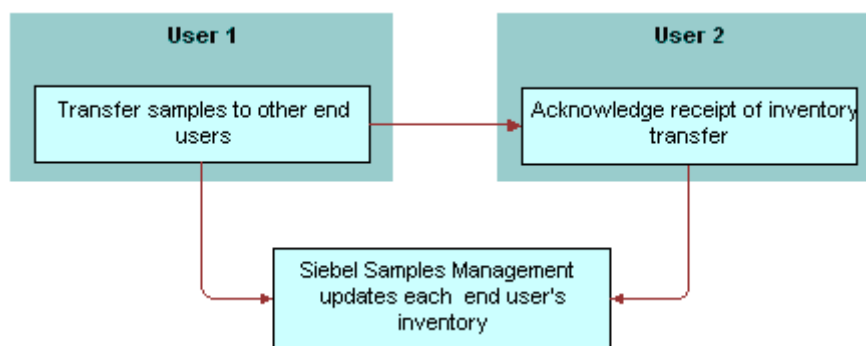 User 1
User 2
Transfer samples to other end
users
Acknowledge receipt of inventory
transfer
Siebel Samples Management
updates each end user's
inventory